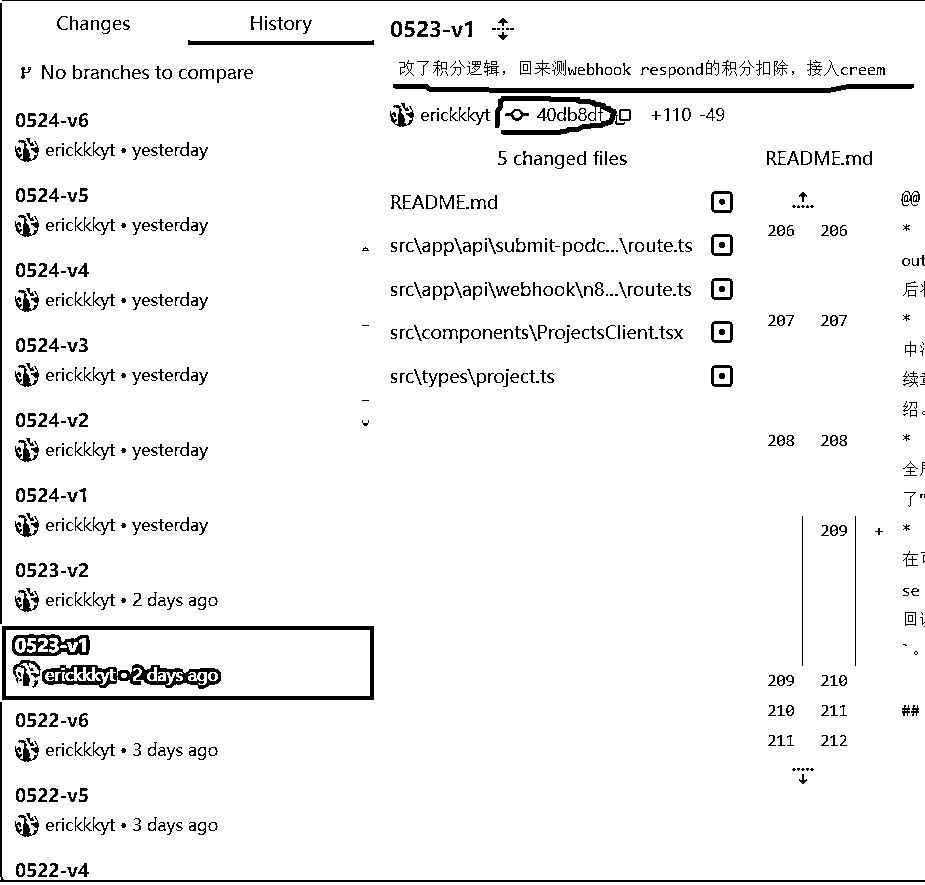 Changes
History
No branches to compare
0524-v6
erickkkyt • yesterday
0524-v5
erickkkyt • yesterday
0524-v4
erickkkyt • yesterday
0524-v3
erickkkyt • yesterday
0524-v2
erickkkyt • yesterday
0524-v1
erickkkyt • yesterday
0523-v2
erickkkyt • 2 days ago
0523-v1
erickkkyt • 2 days ago
0522-v6
erickkkyt • 3 days ago
0522-v5
erickkkyt • 3 days ago
0522-v4
0523-v1
改了积分逻辑，回来测webhook respond的积分扣除，接入creem
erickkkyt 40db8df +110 -49
5 changed files
README.md
src\app\api\submit-podc...\route.ts
src\app\api\webhook\n8...\route.ts
src\components\ProjectsClient.tsx
src\types\project.ts
README.md
@@
206 206 *
out
后
207 207 *
中
续
绍。
208 208 *
全
了"
209 + *
在
se
回
`。
209 210
210 211 ##
211 212